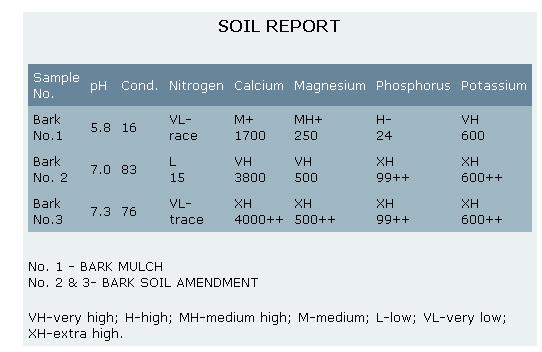 SOIL REPORT
Sample No. pH Cond. Nitrogen Calcium Magnesium Phosphorus Potassium
Bark VL- M+ MH+ H- VH
No.1 5.8 16 race 1700 250 24 600
Bark L VH VH XH XH
No. 2 7.0 83 15 3800 500 99++ 600++
Bark VL- XH XH XH XH
No.3 7.3 76 trace 4000++ 500++ 99++ 600++
No. 1 - BARK MULCH
No. 2 & 3- BARK SOIL AMENDMENT
VH-very high; H-high; MH-medium high; M-medium; L-low; VL-very low;
XH-extra high.